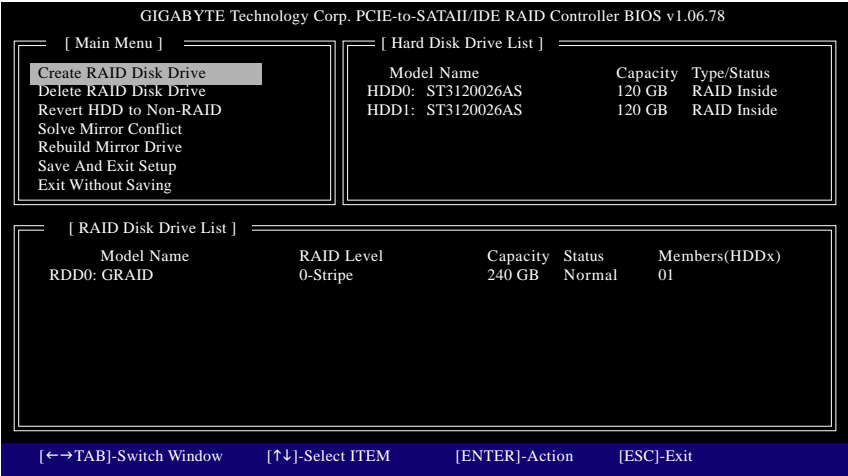 GIGABYTE Technology Corp. PCIE-to-SATAII/IDE RAID Controller BIOS v1.06.78
[ Main Menu ]
Create RAID Disk Drive
Delete RAID Disk Drive
Revert HDD to Non-RAID
Solve Mirror Conflict
Rebuild Mirror Drive
Save And Exit Setup
Exit Without Saving
[ Hard Disk Drive List ]
Model Name Capacity Type/Status
HDD0: ST3120026AS 120 GB RAID Inside
HDD1: ST3120026AS 120 GB RAID Inside
[ RAID Disk Drive List ]
Model Name RAID Level Capacity Status Members(HDDx)
RDD0: GRAID 0-Stripe 240 GB Normal 01
[←→TAB]-Switch Window [↑↓]-Select ITEM [ENTER]-Action [ESC]-Exit